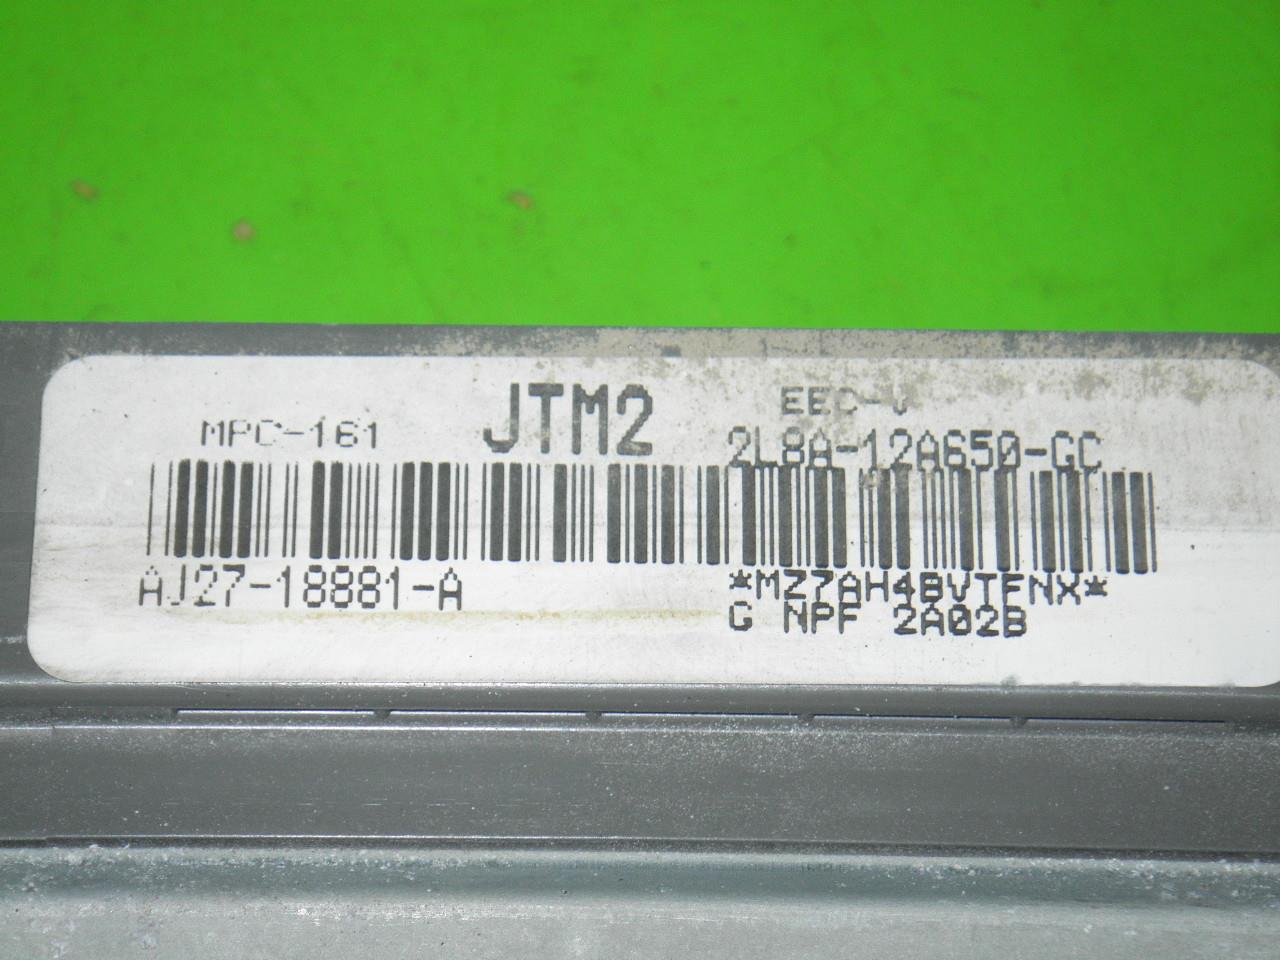 MPC-161 JTM2 EEC-V
2L8A-12A650-GC
AJ27-18881-A *MZ7AH4BVTFNX*
G NPF 2A02B